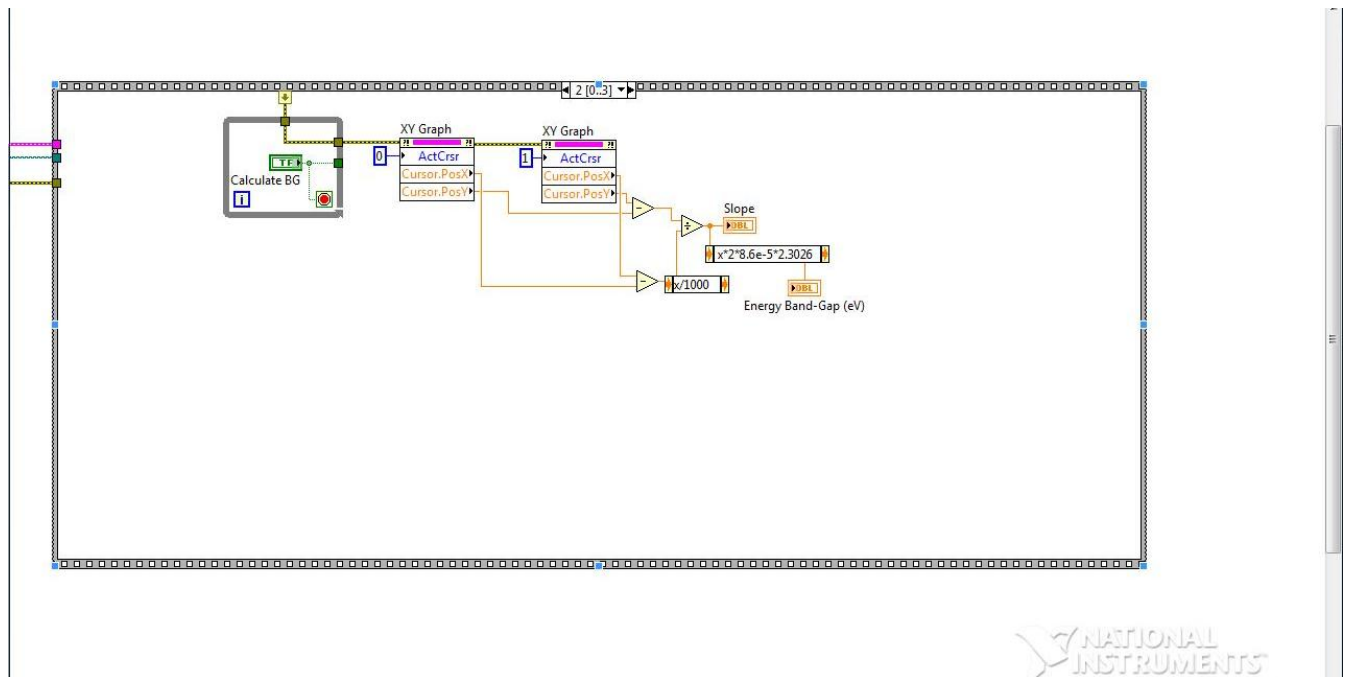 2 [0..3]
XY Graph
XY Graph
0
ActCrsr
1
ActCrsr
Cursor.PosX
Cursor.PosX
Cursor.PosY
Cursor.PosY
TF
Calculate BG
i
Slope
DBL
x*2*8.6e-5*2.3026
x/1000
DBL
Energy Band-Gap (eV)
NATIONAL
INSTRUMENTS™